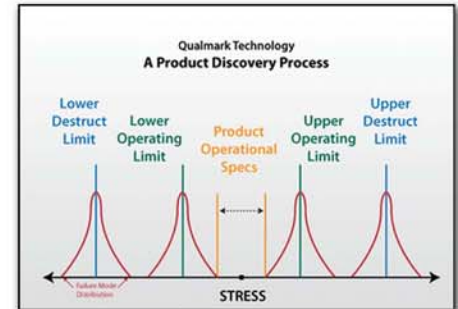 Qualmark Technology
A Product Discovery Process
Lower
Destruct
Limit
Lower
Operating
Limit
Product
Operational
Specs
Upper
Operating
Limit
Upper
Destruct
Limit
Failure Mode
Distribution
STRESS